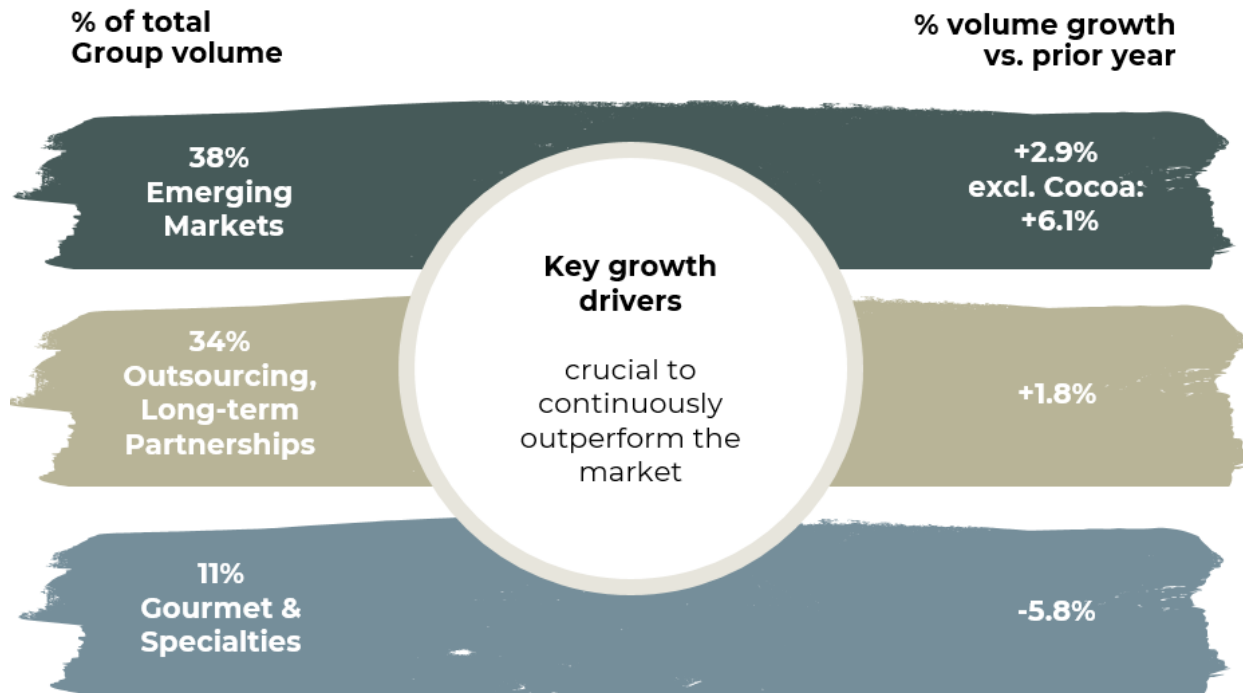 % of total
Group volume
% volume growth
vs. prior year
38%
Emerging
Markets
+2.9%
excl. Cocoa:
+6.1%
Key growth
drivers
crucial to
continuously
outperform the
market
34%
Outsourcing,
Long-term
Partnerships
+1.8%
11%
Gourmet &
Specialties
-5.8%